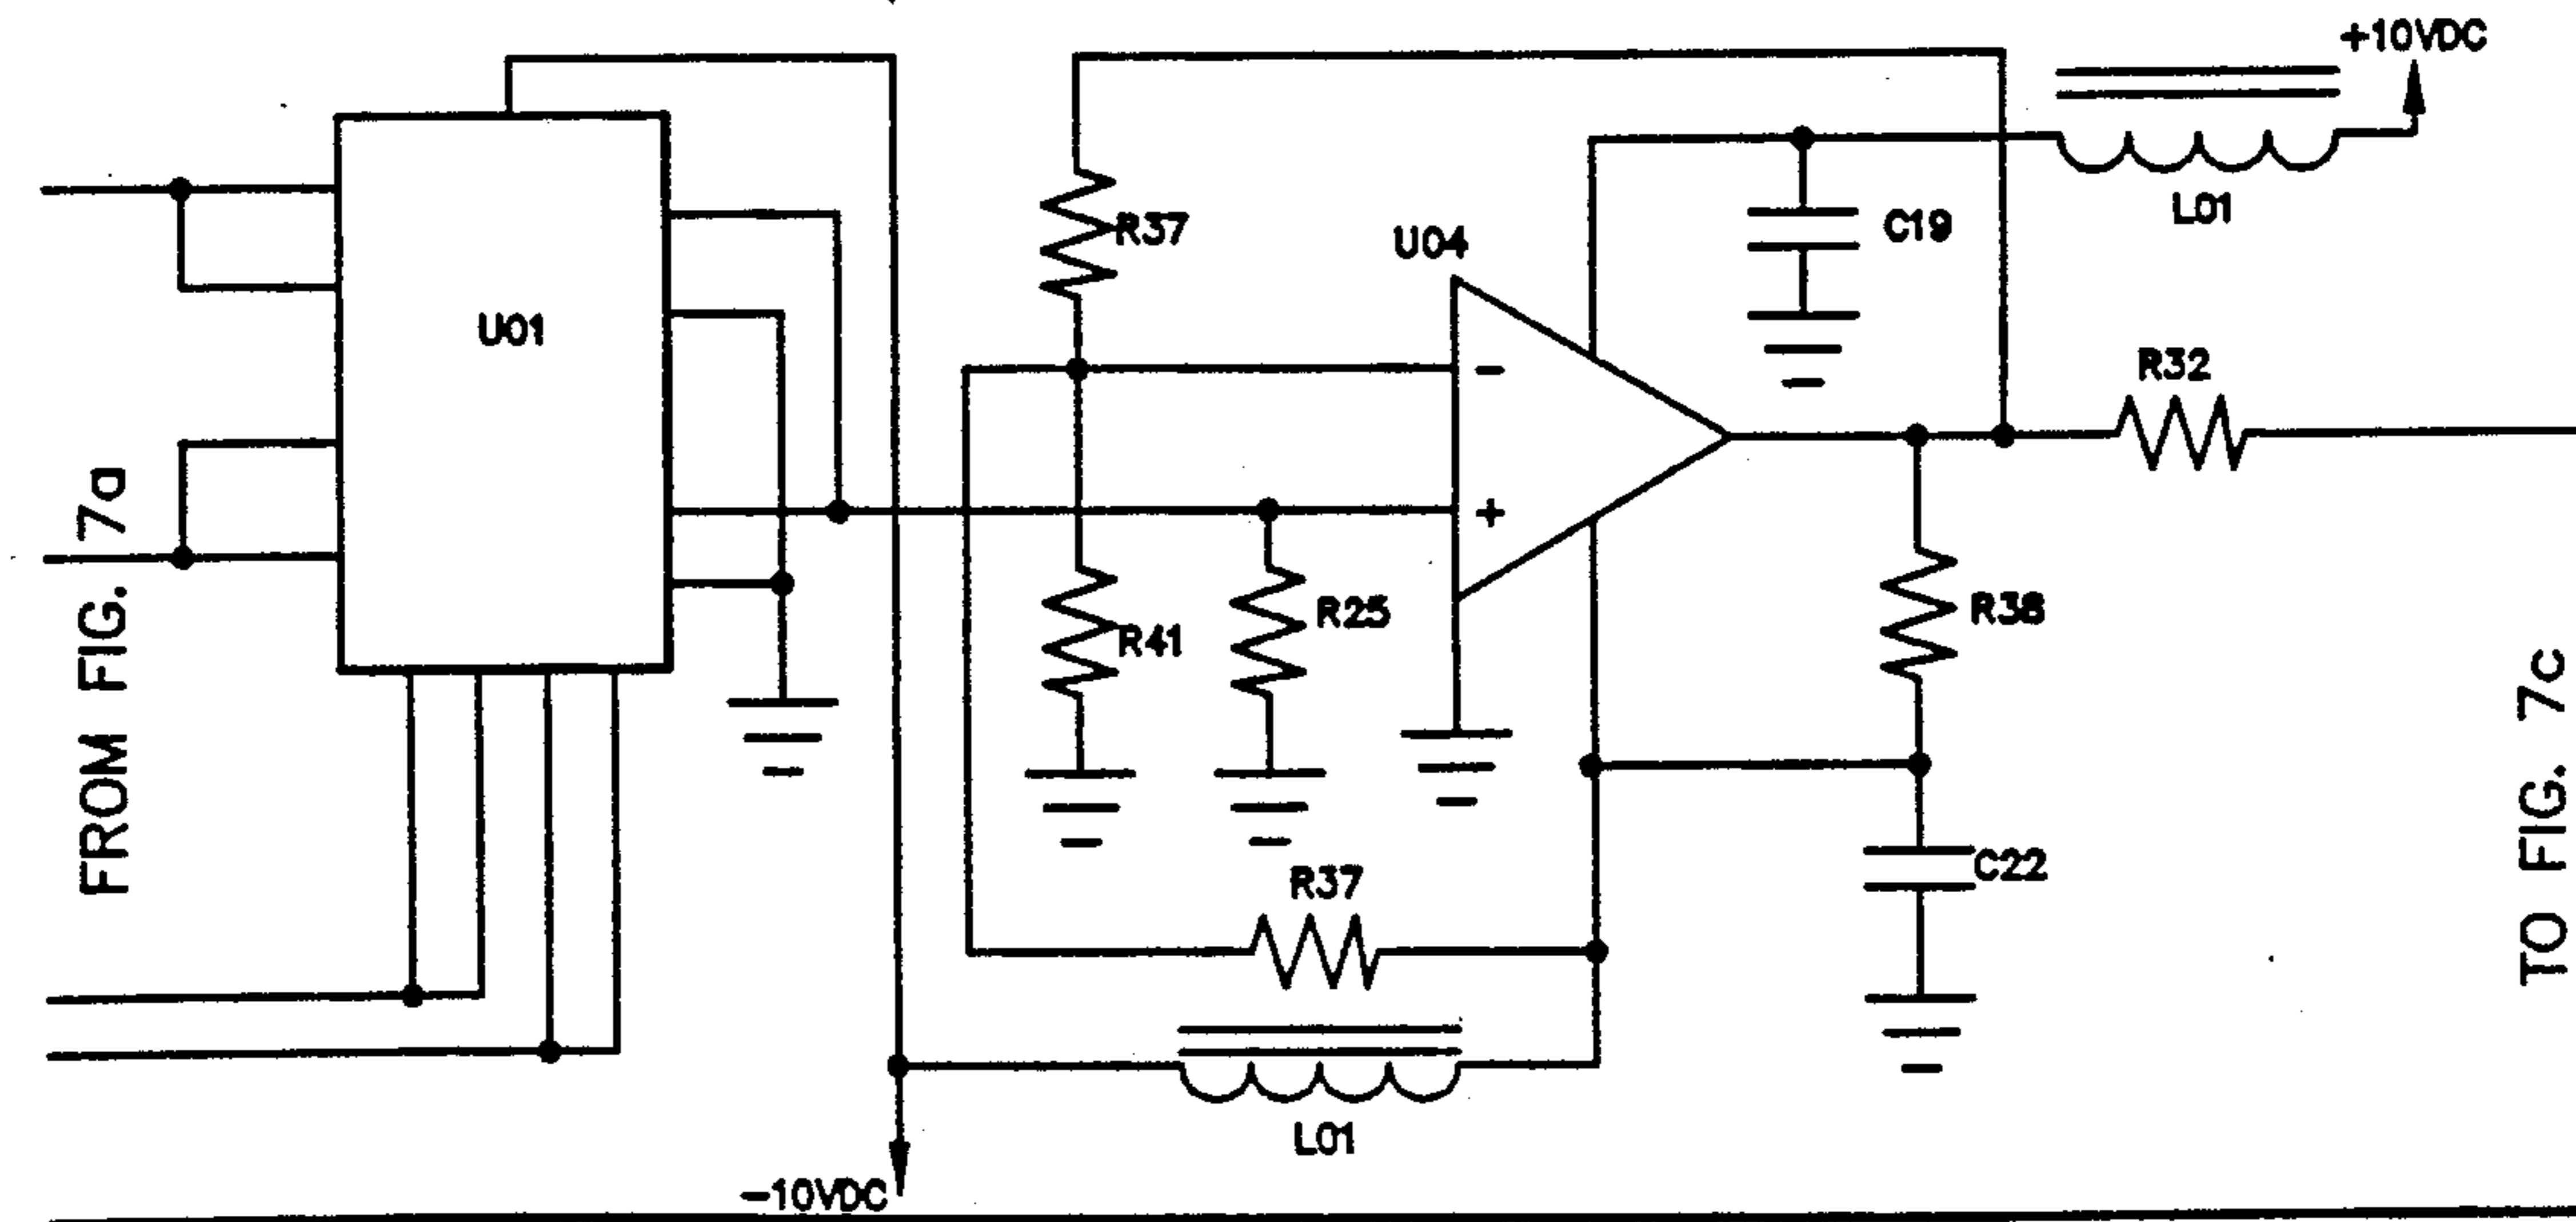 +10VDC
L01
R37
U04
C19
U01
R32
-
+
R41
R25
R38
FROM FIG. 7a
TO FIG. 7c
R37
C22
L01
-10VDC